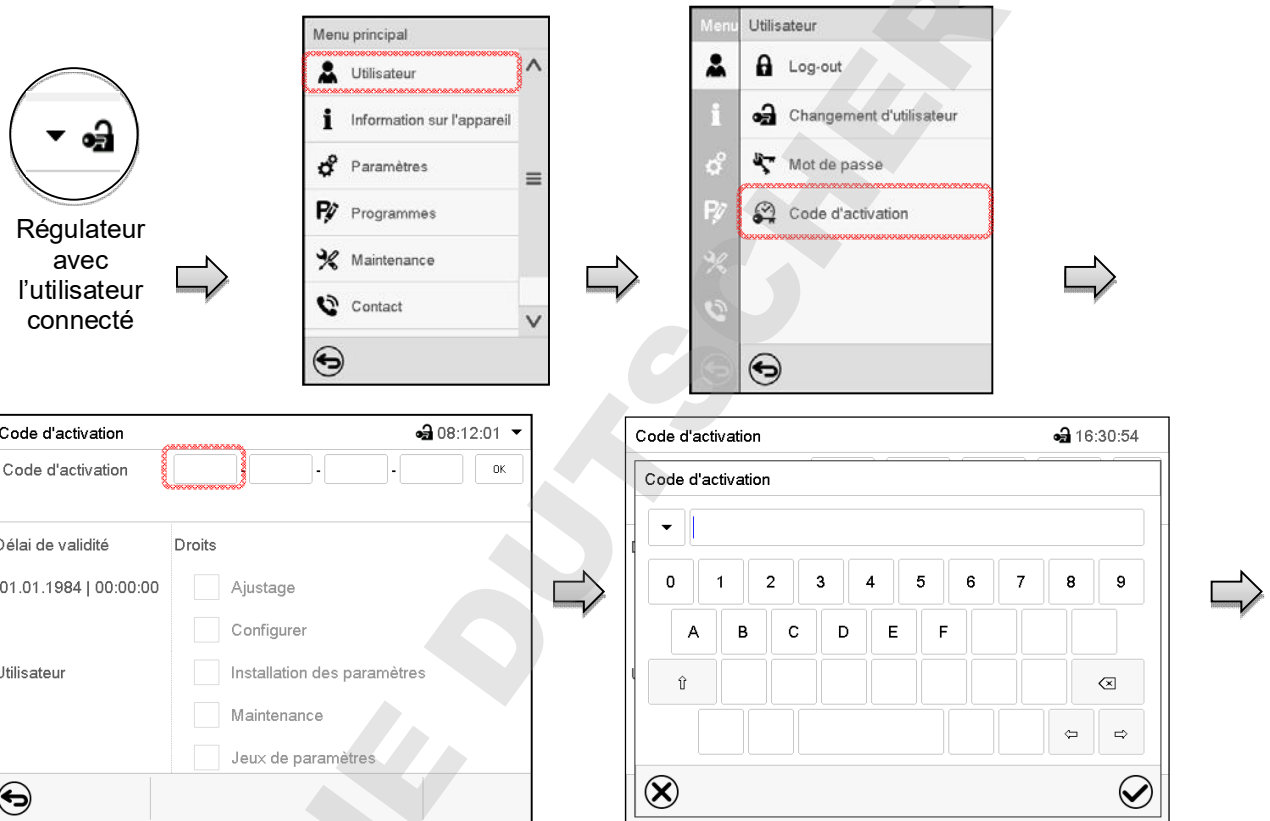 Régulateur
avec
l'utilisateur
connecté
Menu principal
Utilisateur
Information sur l'appareil
Paramètres
Programmes
Maintenance
Contact
Menu
Utilisateur
Log-out
Changement d'utilisateur
Mot de passe
Code d'activation
Code d'activation 08:12:01
Code d'activation - - - OK
Délai de validité Droits
01.01.1984 | 00:00:00 Ajustage
Configurer
Utilisateur Installation des paramètres
Maintenance
Jeux de paramètres
Code d'activation 16:30:54
Code d'activation
0 1 2 3 4 5 6 7 8 9
A B C D E F
DUTSCHER